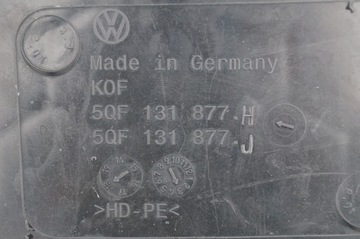 Made in Germany
KOF
5QF 131 877.H
5QF 131 877.J
>HD-PE<